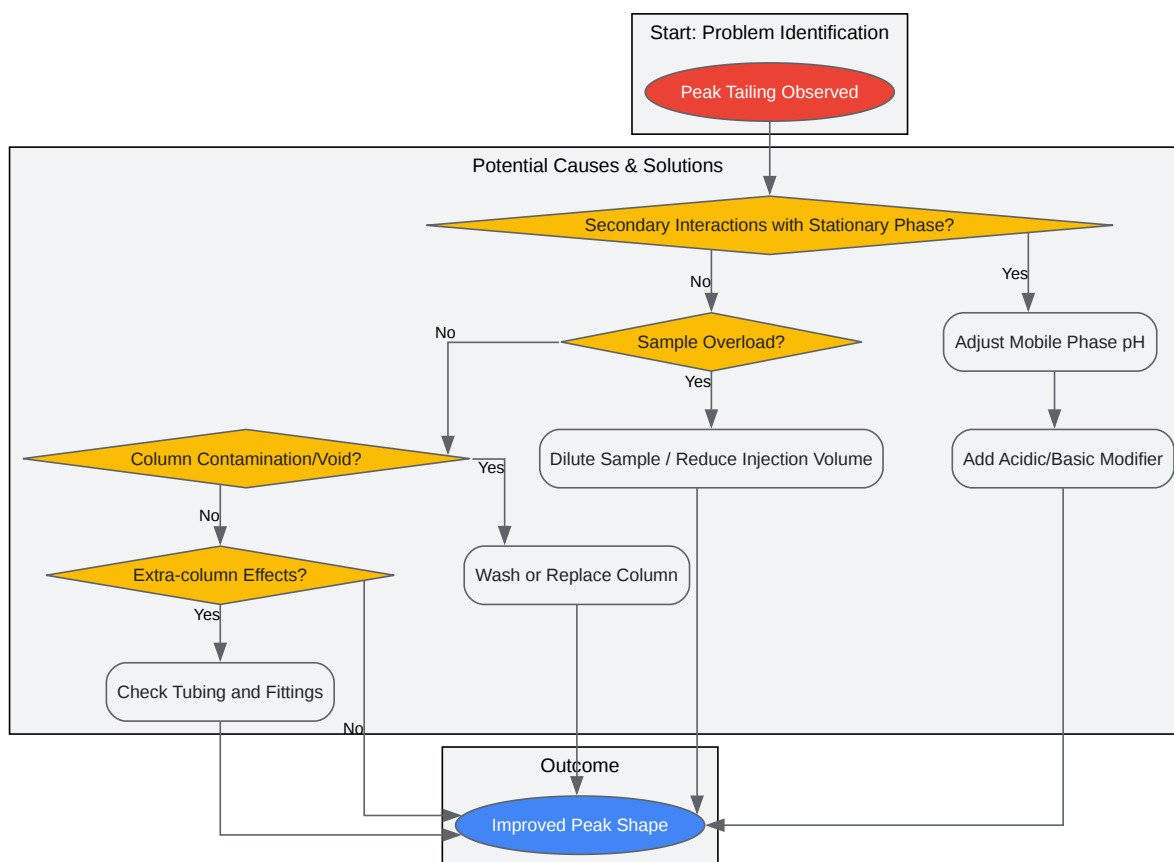 Start: Problem Identification
Peak Tailing Observed
Potential Causes & Solutions
Secondary Interactions with Stationary Phase?
No
Yes
Sample Overload?
Adjust Mobile Phase pH
No
Yes
Column Contamination/Void?
Dilute Sample / Reduce Injection Volume
Add Acidic/Basic Modifier
Yes
No
Extra-column Effects?
Wash or Replace Column
Yes
Check Tubing and Fittings
No
Outcome
Improved Peak Shape